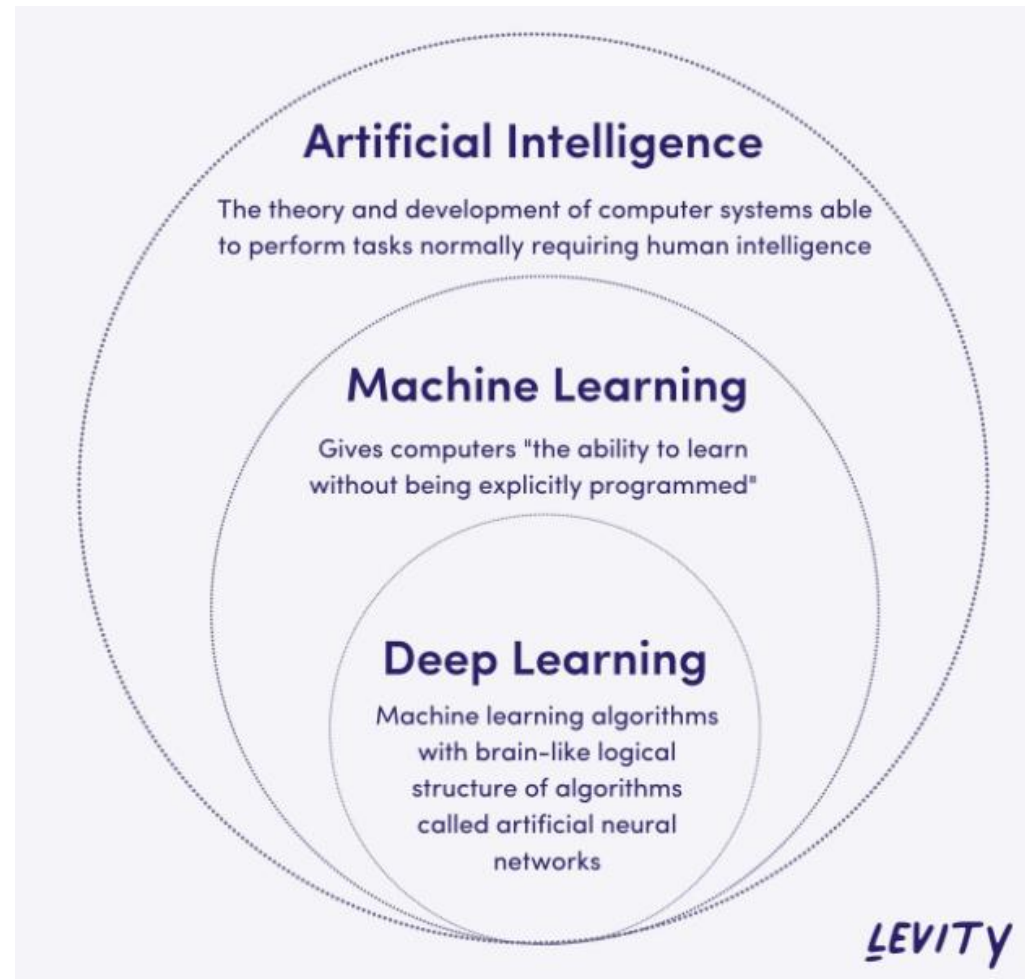 Artificial Intelligence
The theory and development of computer systems able
to perform tasks normally requiring human intelligence
Machine Learning
Gives computers "the ability to learn
without being explicitly programmed"
Deep Learning
Machine learning algorithms
with brain-like logical
structure of algorithms
called artificial neural
networks
LEVITY